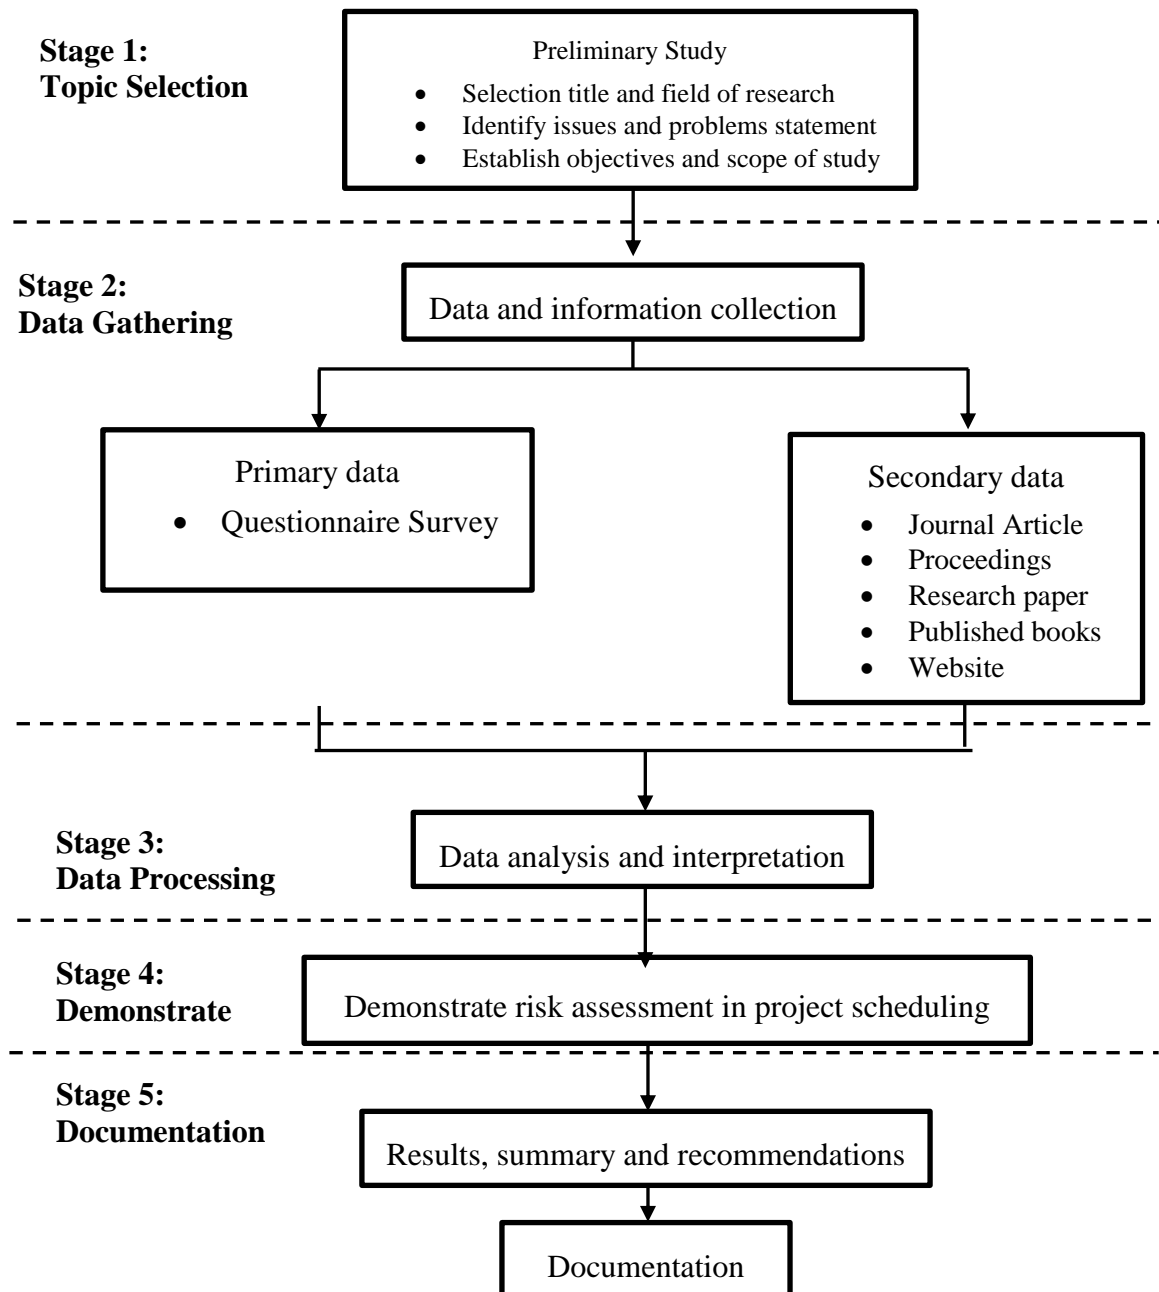 Stage 1:
Topic Selection
Preliminary Study
• Selection title and field of research
• Identify issues and problems statement
• Establish objectives and scope of study
Stage 2:
Data Gathering
Data and information collection
Primary data
• Questionnaire Survey
Secondary data
• Journal Article
• Proceedings
• Research paper
• Published books
• Website
Stage 3:
Data Processing
Data analysis and interpretation
Stage 4:
Demonstrate
Demonstrate risk assessment in project scheduling
Stage 5:
Documentation
Results, summary and recommendations
Documentation